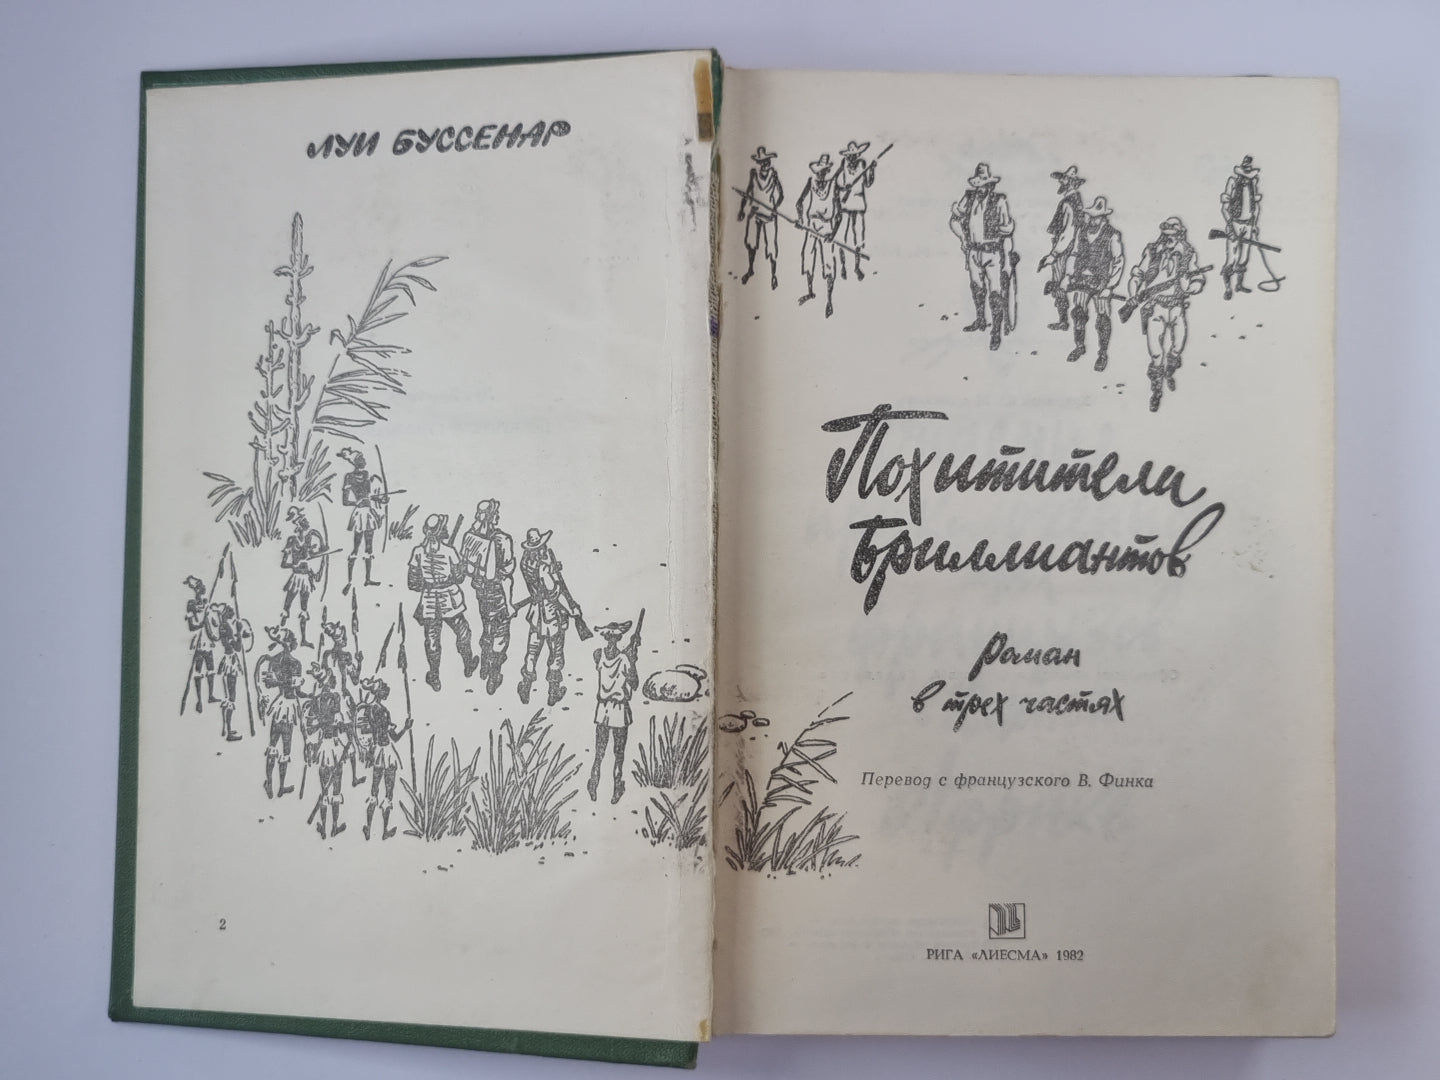 ЛУИ БУССЕНАР
2
Похитители
Бриллиантов
роман
в трех частях
Перевод с французского В. Финка
РИГА «ЛИЕСМА» 1982